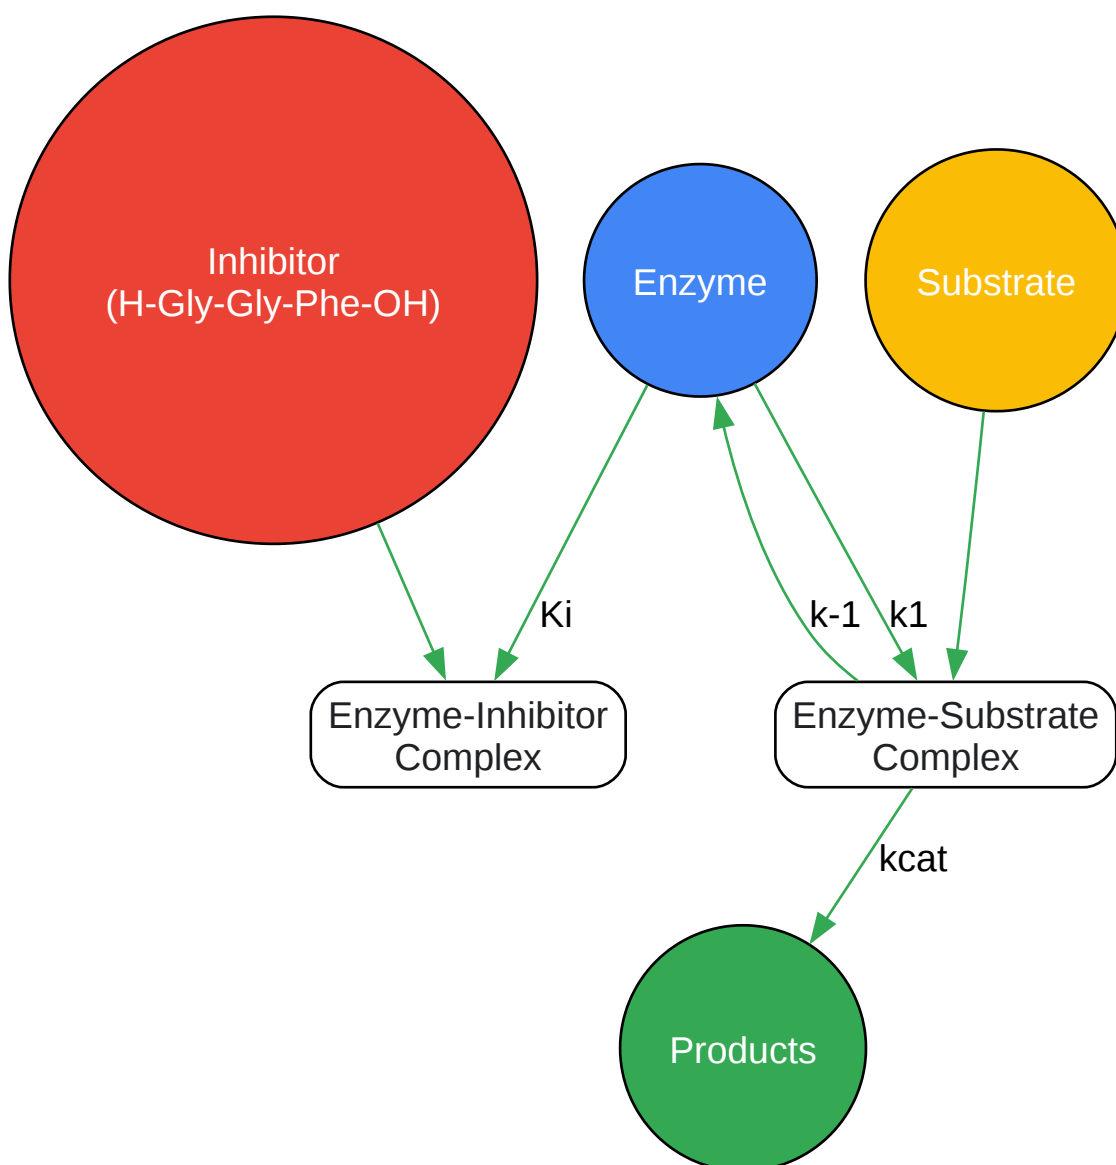 Inhibitor
(H-Gly-Gly-Phe-OH)
Enzyme
Substrate
Ki
k-1
k1
Enzyme-Inhibitor
Complex
Enzyme-Substrate
Complex
kcat
Products